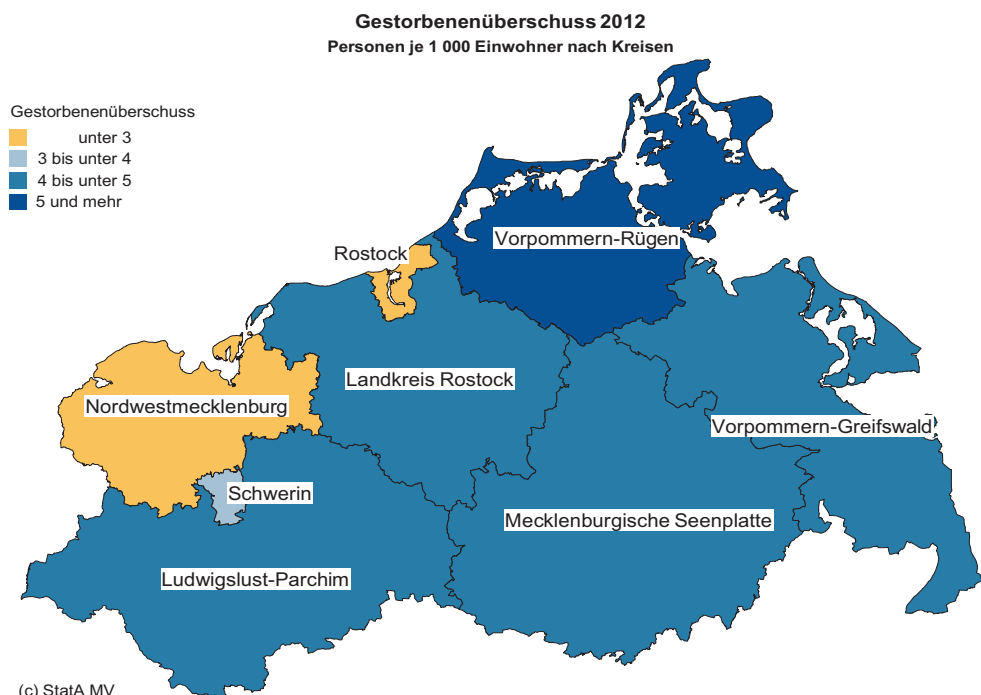 Gestorbenenüberschuss 2012
Personen je 1 000 Einwohner nach Kreisen
Gestorbenenüberschuss
unter 3
3 bis unter 4
4 bis unter 5
5 und mehr
Vorpommern-Rügen
Rostock
Landkreis Rostock
Nordwestmecklenburg
Vorpommern-Greifswald
Schwerin
Mecklenburgische Seenplatte
Ludwigslust-Parchim
(c) StatA MV